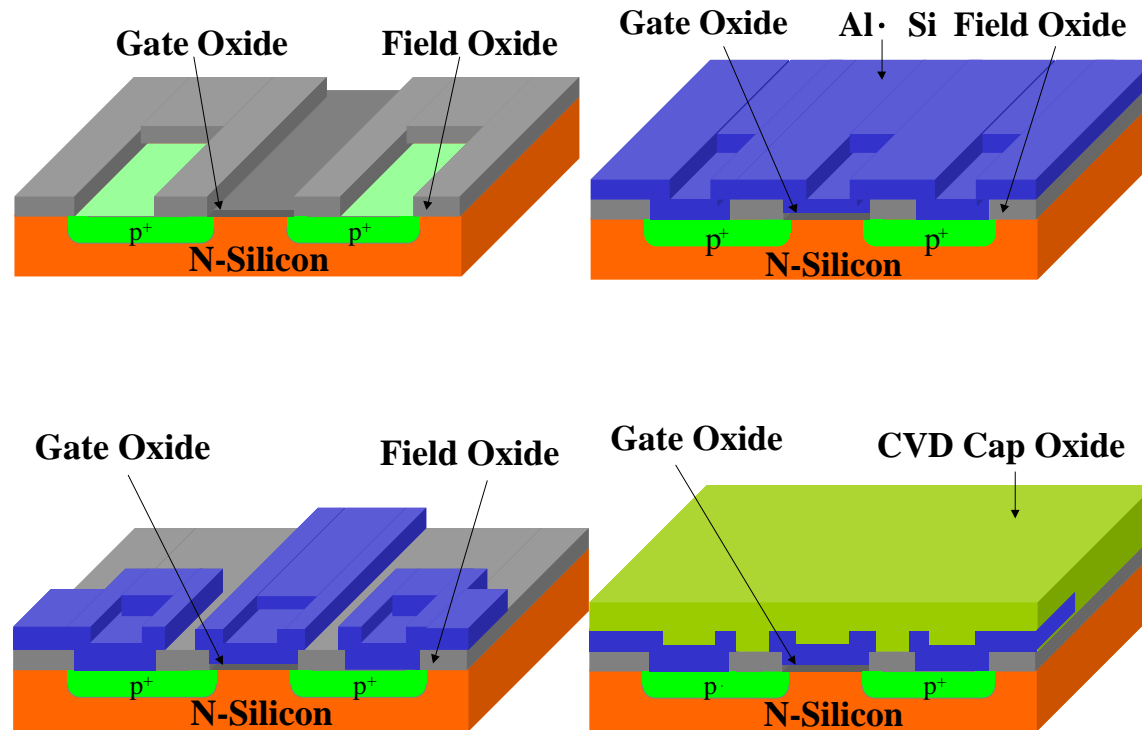 Gate Oxide Field Oxide
p⁺ p⁺
N-Silicon
Gate Oxide Al· Si Field Oxide
p⁺ p⁺
N-Silicon
Gate Oxide Field Oxide
p⁺ p⁺
N-Silicon
Gate Oxide CVD Cap Oxide
p· p⁺
N-Silicon